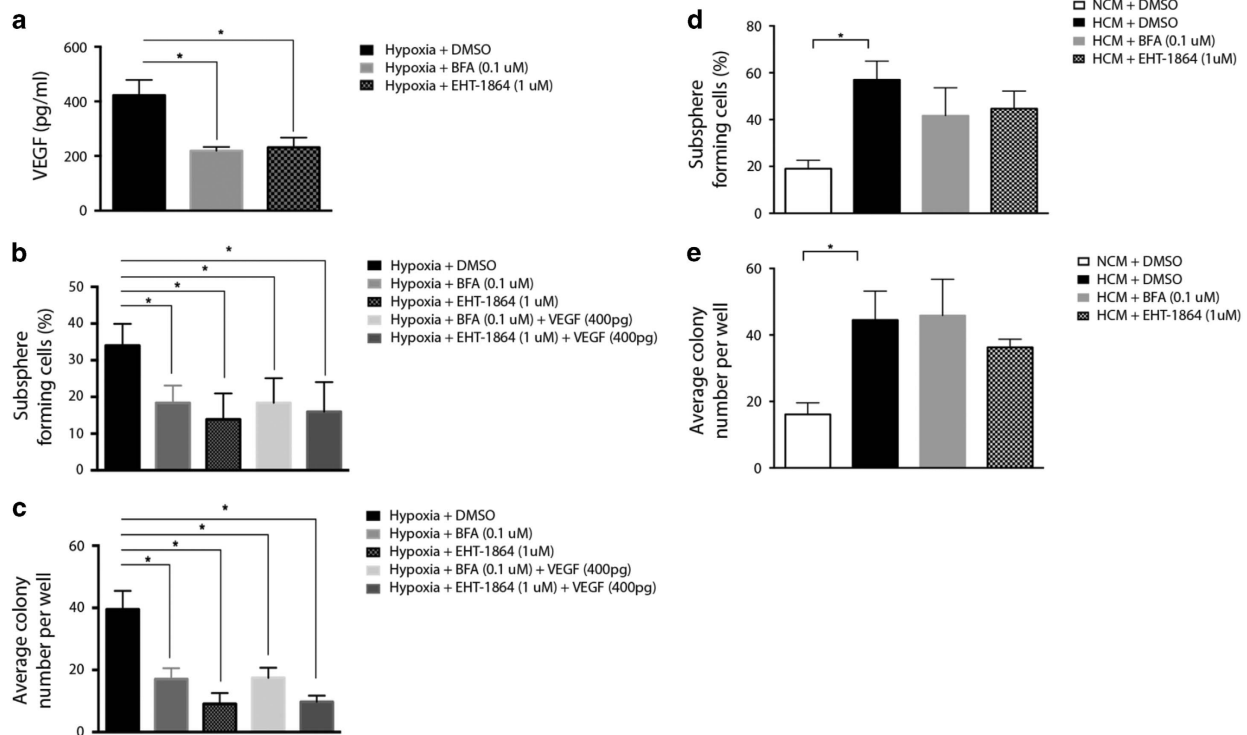 a
600
400
200
0
VEGF (pg/ml)
*
*
Hypoxia + DMSO
Hypoxia + BFA (0.1 uM)
Hypoxia + EHT-1864 (1 uM)
b
50
40
30
20
10
0
Subsphere
forming cells (%)
*
*
*
*
Hypoxia + DMSO
Hypoxia + BFA (0.1 uM)
Hypoxia + EHT-1864 (1 uM)
Hypoxia + BFA (0.1 uM) + VEGF (400pg)
Hypoxia + EHT-1864 (1 uM) + VEGF (400pg)
c
60
40
20
0
Average colony
number per well
*
*
*
*
Hypoxia + DMSO
Hypoxia + BFA (0.1 uM)
Hypoxia + EHT-1864 (1uM)
Hypoxia + BFA (0.1 uM) + VEGF (400pg)
Hypoxia + EHT-1864 (1 uM) + VEGF (400pg)
d
80
60
40
20
0
Subsphere
forming cells (%)
*
NCM + DMSO
HCM + DMSO
HCM + BFA (0.1 uM)
HCM + EHT-1864 (1uM)
e
60
40
20
0
Average colony
number per well
*
NCM + DMSO
HCM + DMSO
HCM + BFA (0.1 uM)
HCM + EHT-1864 (1uM)